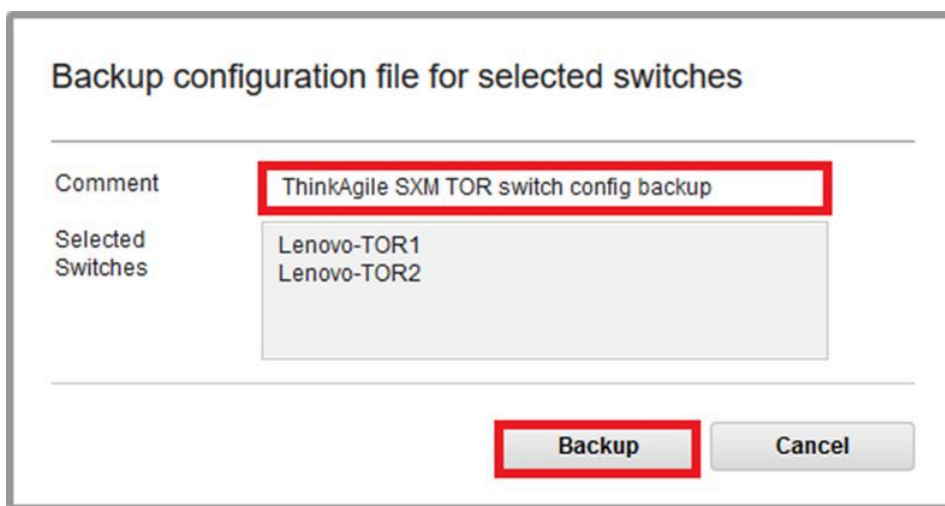 Backup configuration file for selected switches
Comment
ThinkAgile SXM TOR switch config backup
Selected
Switches
Lenovo-TOR1
Lenovo-TOR2
Backup
Cancel